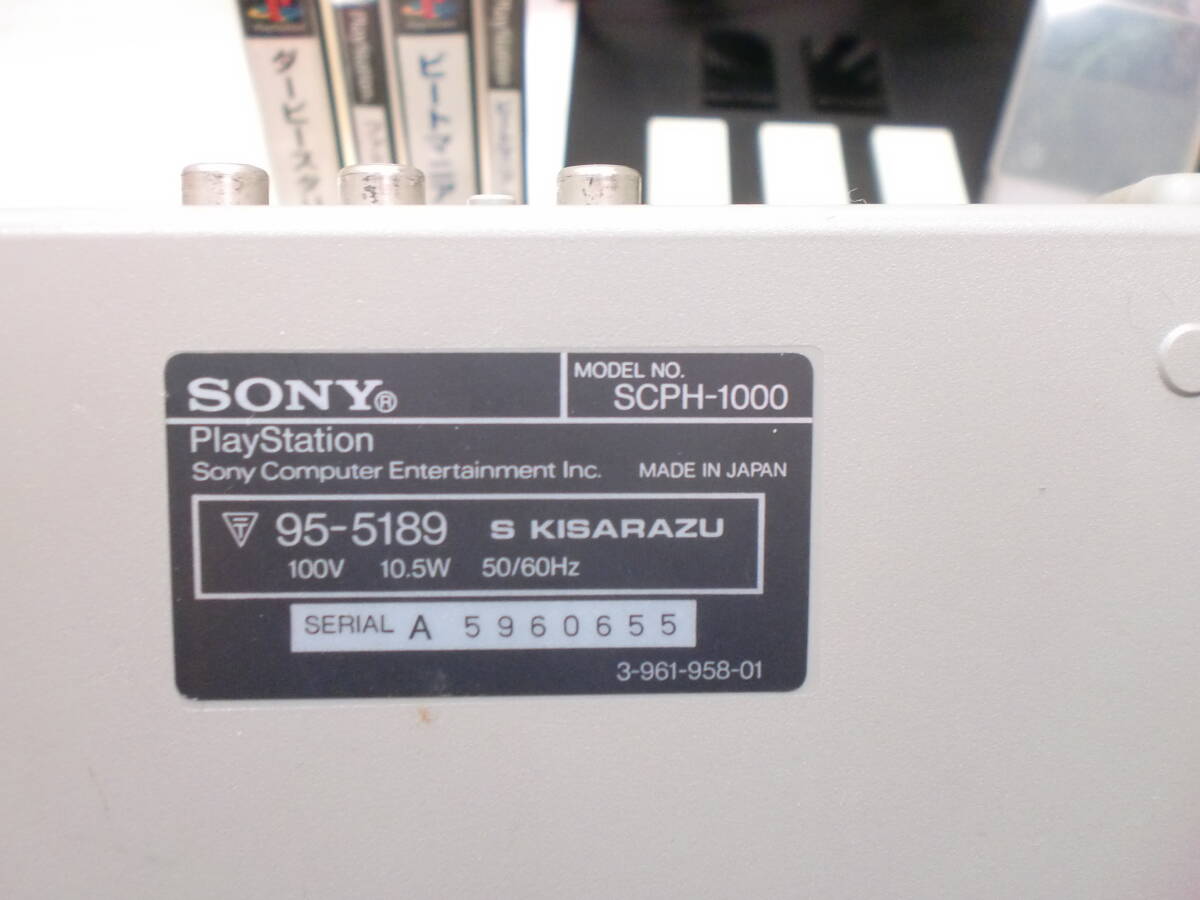 ダービースタ
PlayStation
ビートマニア
PlayStation
SONY®
MODEL NO.
SCPH-1000
PlayStation
Sony Computer Entertainment Inc. MADE IN JAPAN
T 95-5189 S KISARAZU
100V 10.5W 50/60Hz
SERIAL A 5960655
3-961-958-01